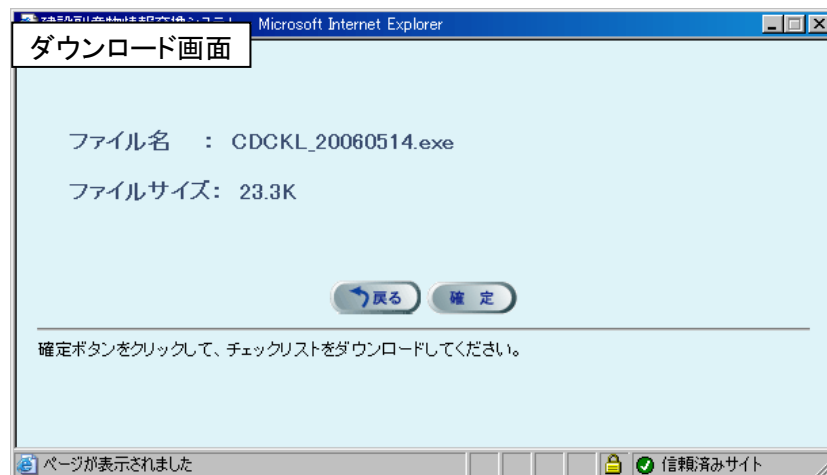 Microsoft Internet Explorer
ダウンロード画面
ファイル名 : CDCKL_20060514.exe
ファイルサイズ: 23.3K
戻る 確 定
確定ボタンをクリックして、チェックリストをダウンロードしてください。
ページが表示されました 信頼済みサイト